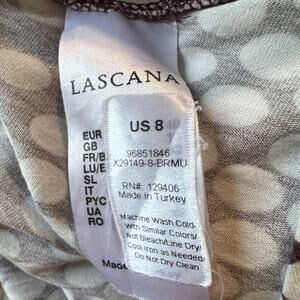 LASCANA
US 8
96851846
X29149-8-BRMU
EUR
GB
FR/B
LU/E
SL
IT
PYC
UA
RO
RN#: 129406
Made in Turkey
Machine Wash Cold-
With Similar Colors/
Not Bleach/Line Dry/
Cool Iron as Needed/
Do Not Dry Clean
Made